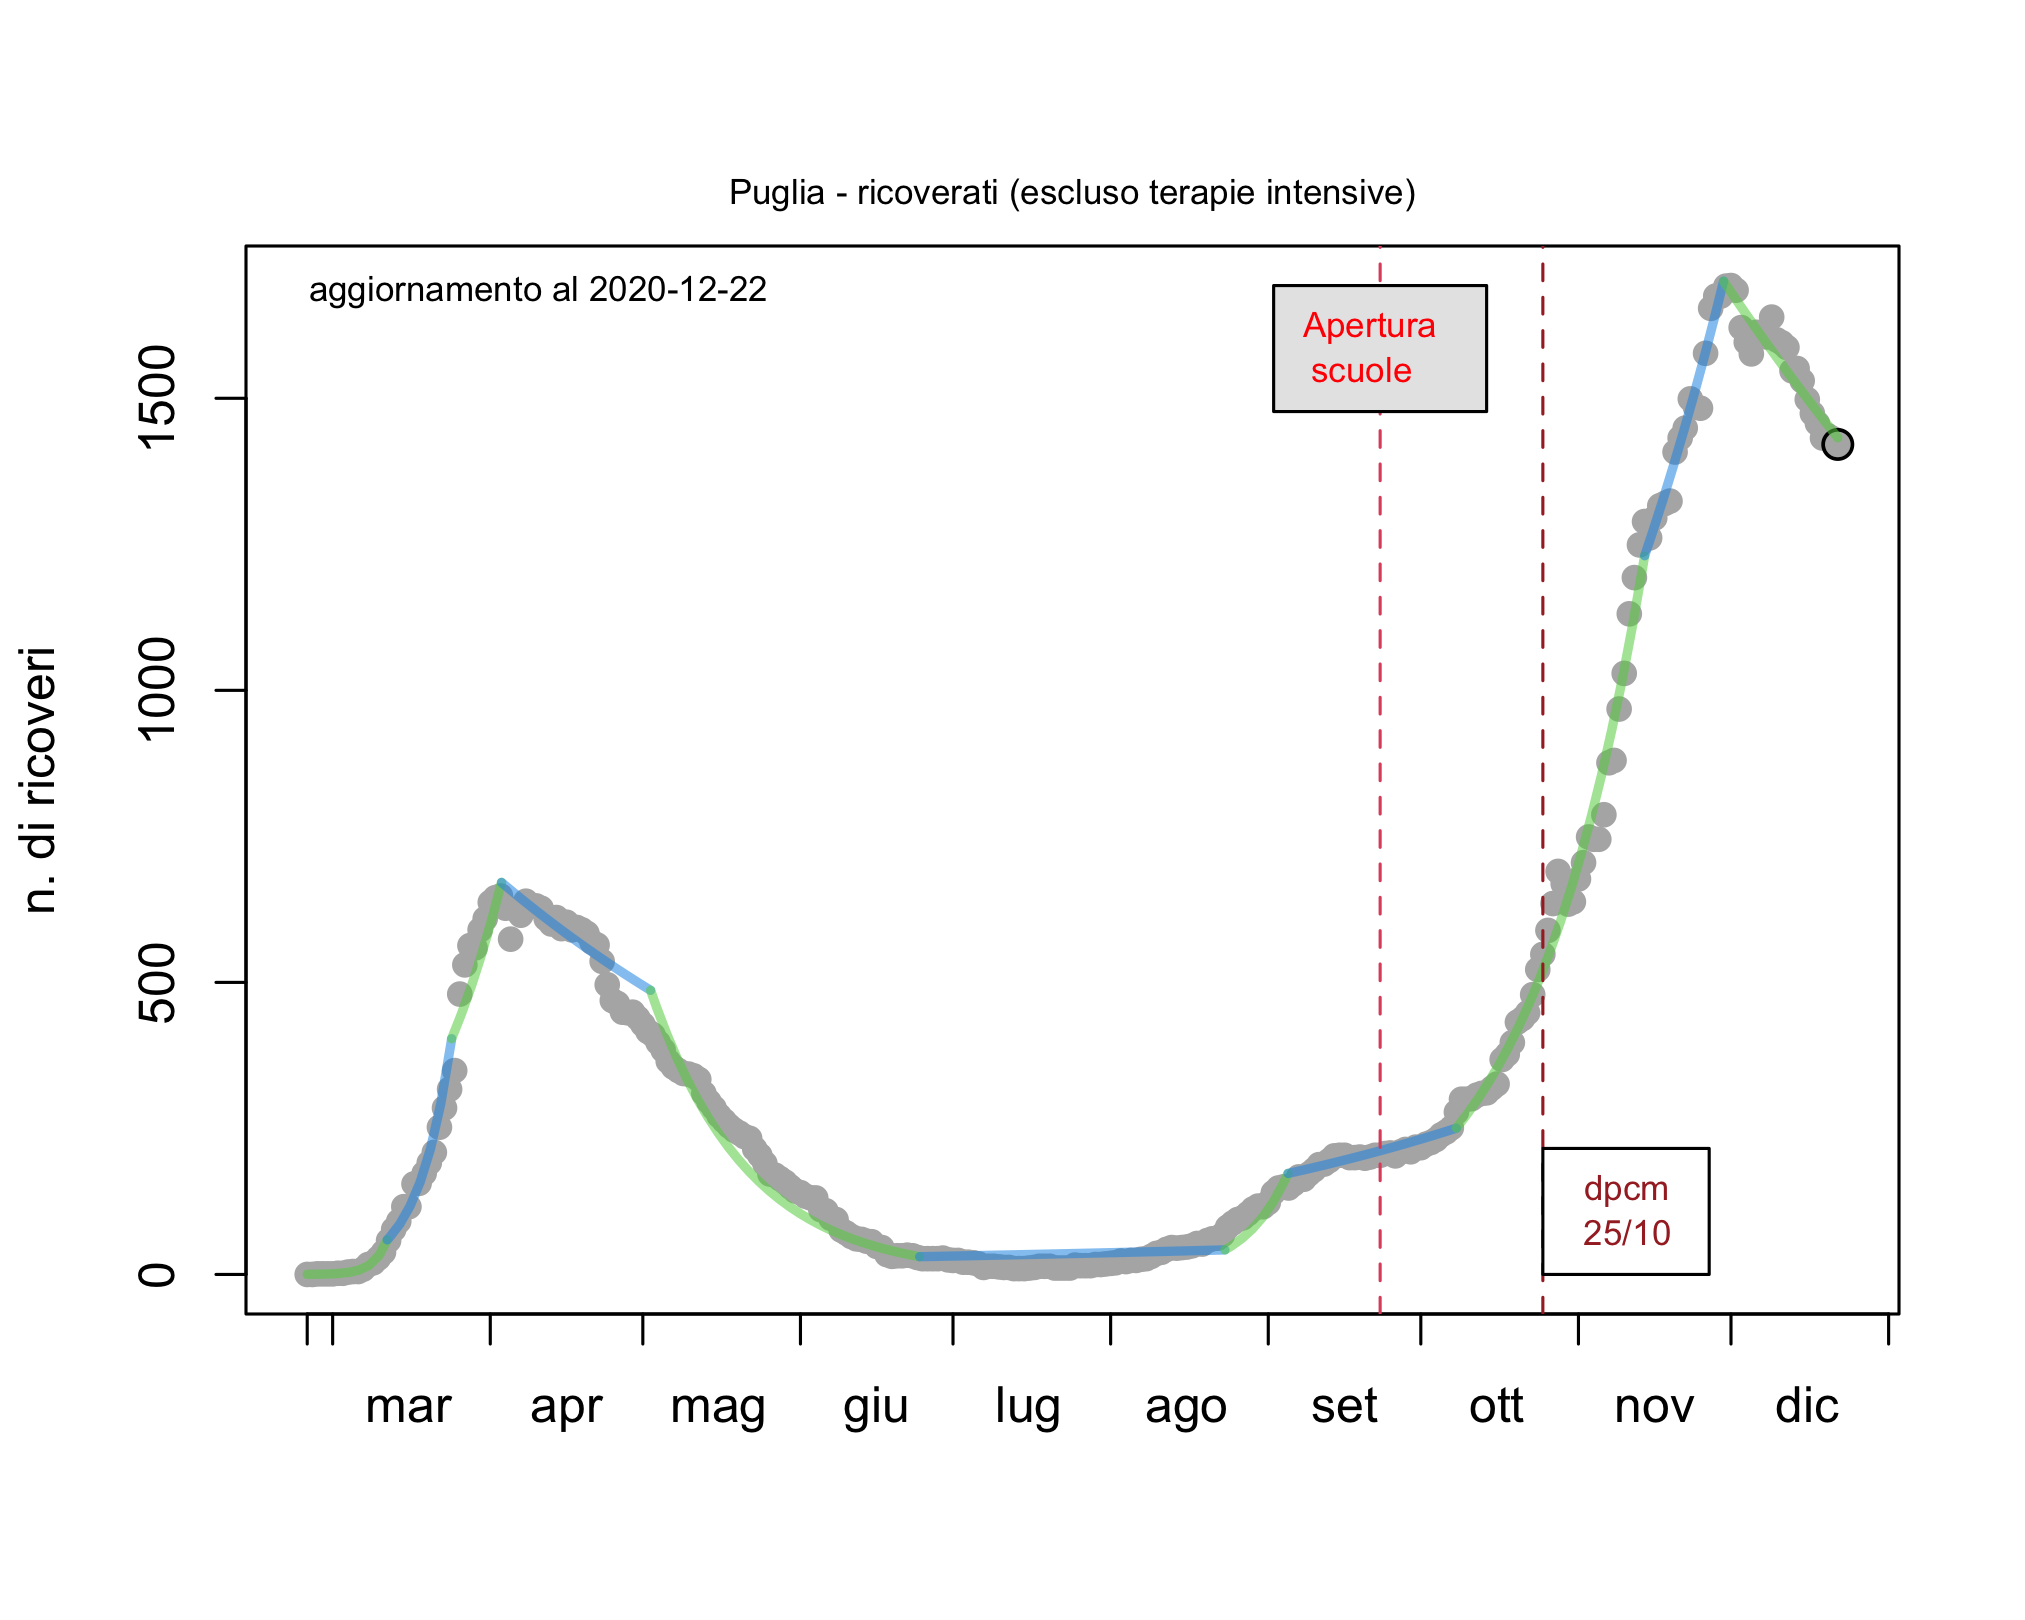 Puglia - ricoverati (escluso terapie intensive)
aggiornamento al 2020-12-22
Apertura
scuole
dpcm
25/10
n. di ricoveri
1500
1000
500
0
mar apr mag giu lug ago set ott nov dic